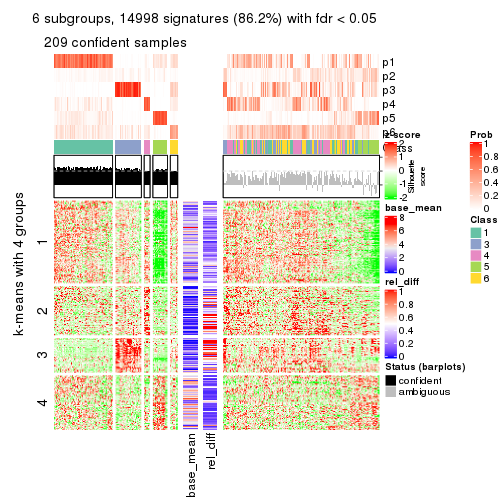 6 subgroups, 14998 signatures (86.2%) with fdr < 0.05
209 confident samples
p1
p2
p3
p4
p5
p6
Class
z-score
2
1
0
-1
-2
Silhouette
score
Prob
1
0.8
0.6
0.4
0.2
0
base_mean
8
6
4
2
0
Class
1
3
4
5
6
rel_diff
1
0.8
0.6
0.4
0.2
0
Status (barplots)
confident
ambiguous
k-means with 4 groups
1
2
3
4
base_mean
rel_diff